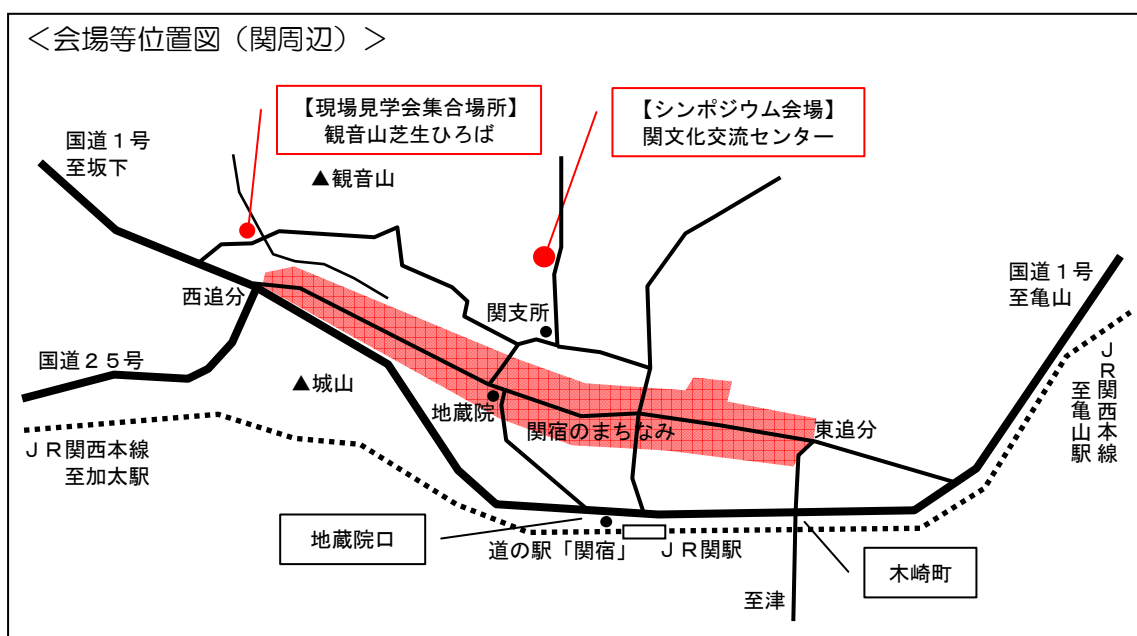 ＜会場等位置図（関周辺）＞
【現場見学会集合場所】
観音山芝生ひろば
【シンポジウム会場】
関文化交流センター
国道１号
至坂下
▲観音山
国道１号
至亀山
西追分
関支所
国道２５号
▲城山
地蔵院
関宿のまちなみ
東追分
ＪＲ関西本線
至亀山駅
ＪＲ関西本線
至加太駅
地蔵院口
道の駅「関宿」
ＪＲ関駅
木崎町
至津